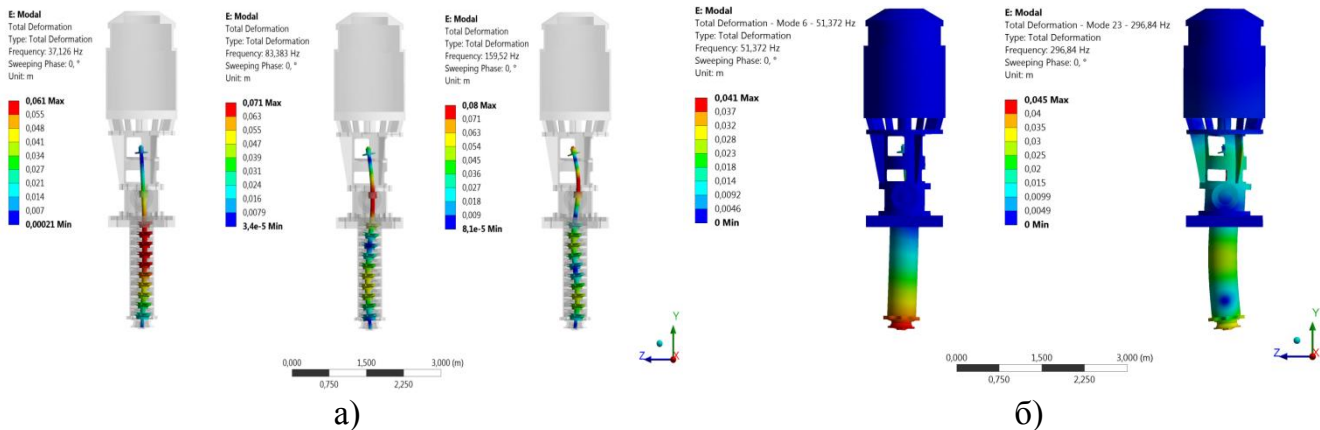 E: Modal
Total Deformation
Type: Total Deformation
Frequency: 37,126 Hz
Sweeping Phase: 0, °
Unit: m
0,061 Max
0,055
0,048
0,041
0,034
0,027
0,021
0,014
0,007
0,00021 Min
E: Modal
Total Deformation
Type: Total Deformation
Frequency: 83,383 Hz
Sweeping Phase: 0, °
Unit: m
0,071 Max
0,063
0,055
0,047
0,039
0,031
0,024
0,016
0,0079
3,4e-5 Min
E: Modal
Total Deformation
Type: Total Deformation
Frequency: 159,52 Hz
Sweeping Phase: 0, °
Unit: m
0,08 Max
0,071
0,063
0,054
0,045
0,036
0,027
0,018
0,009
8,1e-5 Min
Y
Z
X
0,000 1,500 3,000 (m)
0,750 2,250
а)
E: Modal
Total Deformation - Mode 6 - 51,372 Hz
Type: Total Deformation
Frequency: 51,372 Hz
Sweeping Phase: 0, °
Unit: m
0,041 Max
0,037
0,032
0,028
0,023
0,018
0,014
0,0092
0,0046
0 Min
E: Modal
Total Deformation - Mode 23 - 296,84 Hz
Type: Total Deformation
Frequency: 296,84 Hz
Sweeping Phase: 0, °
Unit: m
0,045 Max
0,04
0,035
0,03
0,025
0,02
0,015
0,0099
0,0049
0 Min
Y
Z
X
0,000 1,500 3,000 (m)
0,750 2,250
б)